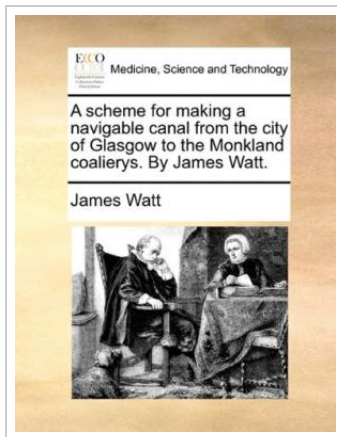 ECCO
Medicine, Science and Technology
A scheme for making a
navigable canal from the city
of Glasgow to the Monkland
coalierys. By James Watt.
James Watt